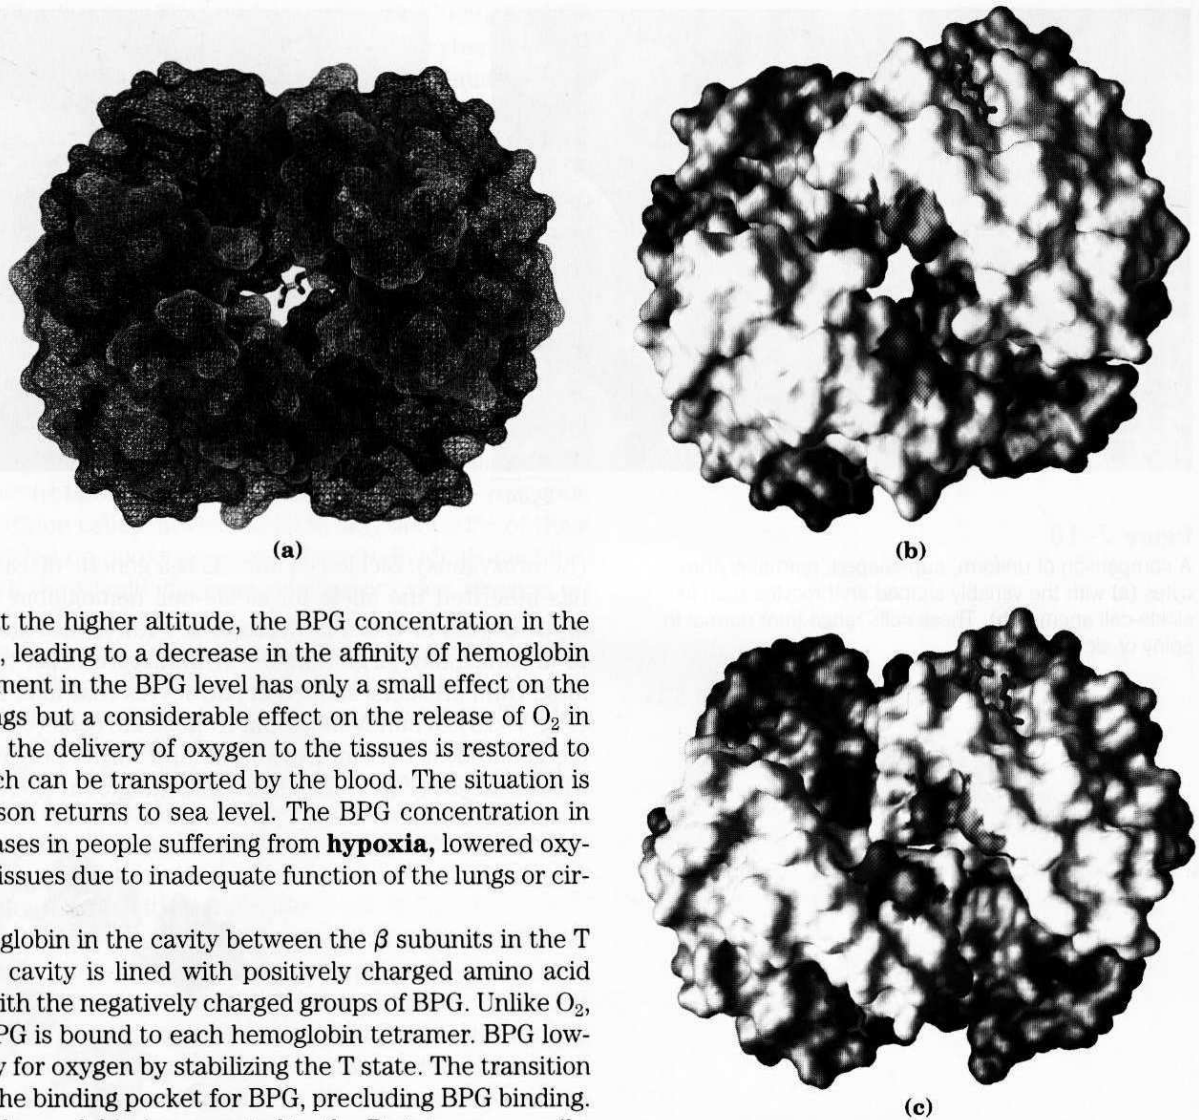 (a)
(b)
t the higher altitude, the BPG concentration in the
, leading to a decrease in the affinity of hemoglobin
ment in the BPG level has only a small effect on the
ngs but a considerable effect on the release of O₂ in
the delivery of oxygen to the tissues is restored to
ch can be transported by the blood. The situation is
son returns to sea level. The BPG concentration in
ases in people suffering from hypoxia, lowered oxy-
tissues due to inadequate function of the lungs or cir-
globin in the cavity between the β subunits in the T
cavity is lined with positively charged amino acid
with the negatively charged groups of BPG. Unlike O₂,
PG is bound to each hemoglobin tetramer. BPG low-
y for oxygen by stabilizing the T state. The transition
the binding pocket for BPG, precluding BPG binding.
(c)